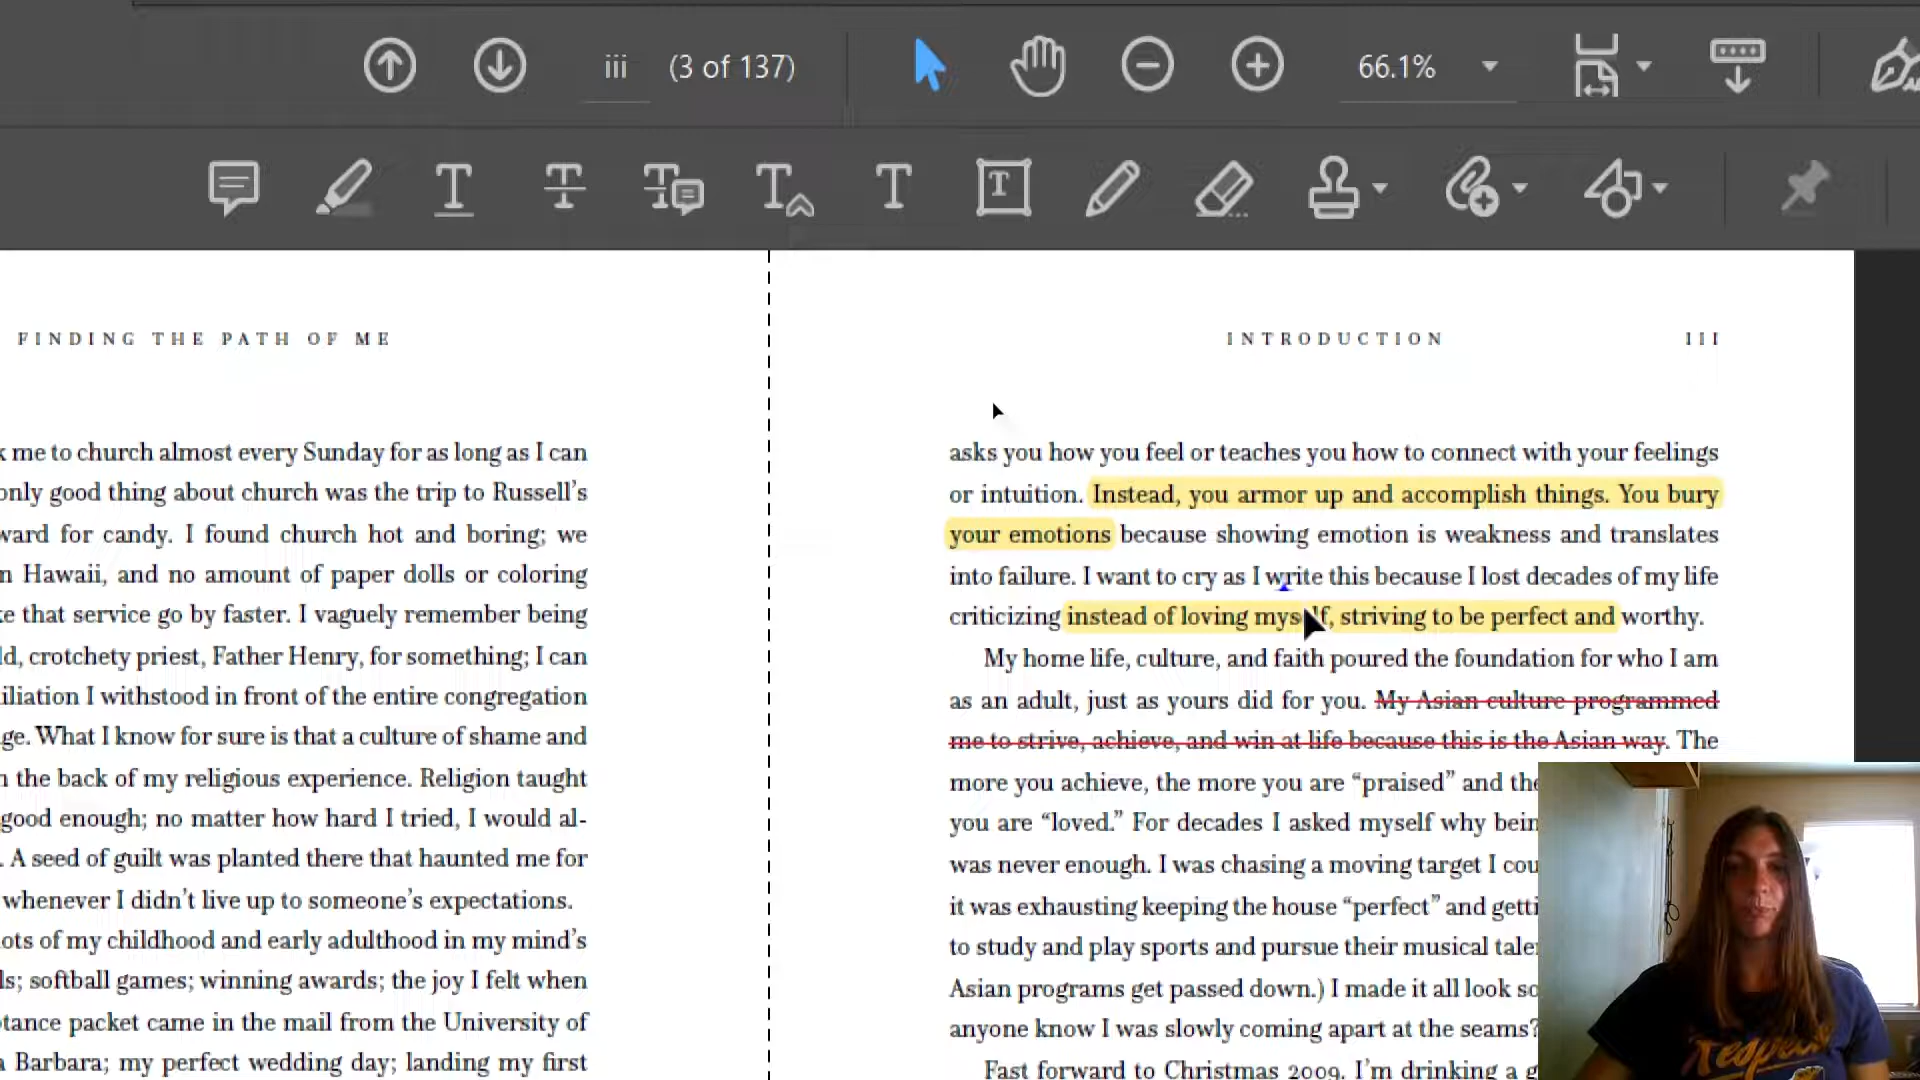 iii (3 of 137) 66.1%
FINDING THE PATH OF ME
me to church almost every Sunday for as long as I can
only good thing about church was the trip to Russell’s
ward for candy. I found church hot and boring; we
n Hawaii, and no amount of paper dolls or coloring
e that service go by faster. I vaguely remember being
ld, crotchety priest, Father Henry, for something; I can
iliation I withstood in front of the entire congregation
ge. What I know for sure is that a culture of shame and
n the back of my religious experience. Religion taught
good enough; no matter how hard I tried, I would al-
. A seed of guilt was planted there that haunted me for
whenever I didn’t live up to someone’s expectations.
ots of my childhood and early adulthood in my mind’s
ls; softball games; winning awards; the joy I felt when
tance packet came in the mail from the University of
a Barbara; my perfect wedding day; landing my first
INTRODUCTION III
asks you how you feel or teaches you how to connect with your feelings
or intuition. Instead, you armor up and accomplish things. You bury
your emotions because showing emotion is weakness and translates
into failure. I want to cry as I write this because I lost decades of my life
criticizing instead of loving myself, striving to be perfect and worthy.
My home life, culture, and faith poured the foundation for who I am
as an adult, just as yours did for you. My Asian culture programmed
me to strive, achieve, and win at life because this is the Asian way. The
more you achieve, the more you are “praised” and the
you are “loved.” For decades I asked myself why bein
was never enough. I was chasing a moving target I cou
it was exhausting keeping the house “perfect” and getti
to study and play sports and pursue their musical tale
Asian programs get passed down.) I made it all look so
anyone know I was slowly coming apart at the seams?
Fast forward to Christmas 2009. I’m drinking a g